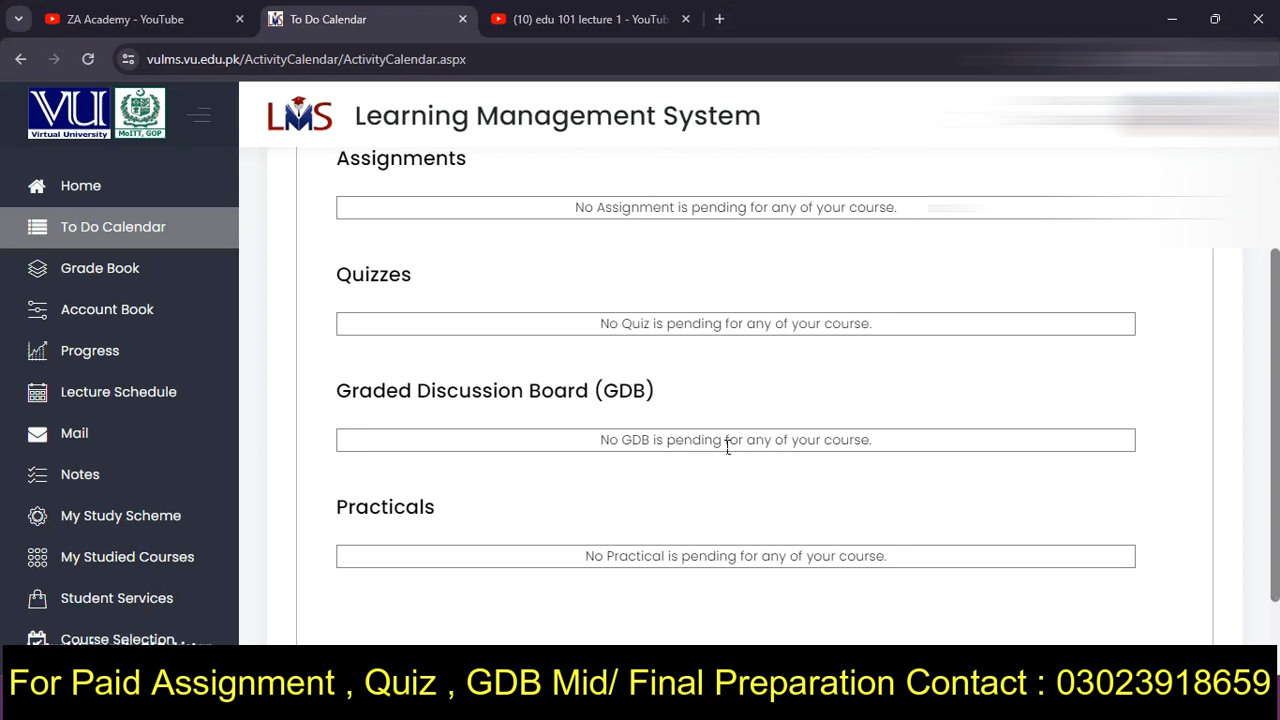 ZA Academy - YouTube
To Do Calendar
(10) edu 101 lecture 1 - YouTub
vulms.vu.edu.pk/ActivityCalendar/ActivityCalendar.aspx
VU
Virtual University
MoITT, GOP
LMS
Learning Management System
Home
To Do Calendar
Grade Book
Account Book
Progress
Lecture Schedule
Mail
Notes
My Study Scheme
My Studied Courses
Student Services
Course Selection
Assignments
No Assignment is pending for any of your course.
Quizzes
No Quiz is pending for any of your course.
Graded Discussion Board (GDB)
No GDB is pending for any of your course.
Practicals
No Practical is pending for any of your course.
For Paid Assignment , Quiz , GDB Mid/ Final Preparation Contact : 03023918659